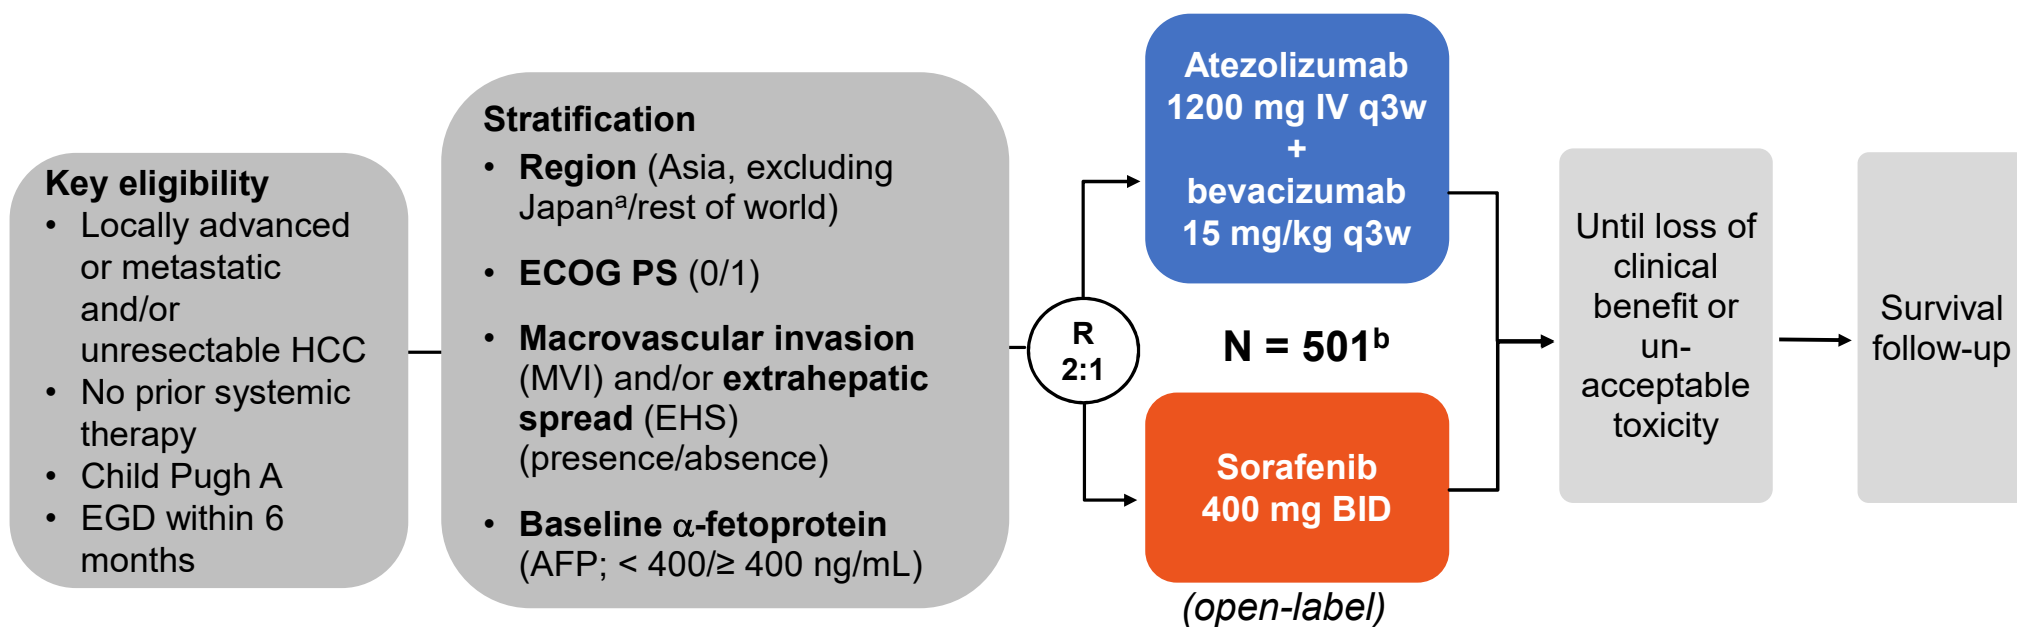 Key eligibility
• Locally advanced
or metastatic
and/or
unresectable HCC
• No prior systemic
therapy
• Child Pugh A
• EGD within 6
months
Stratification
• Region (Asia, excluding
Japanᵃ/rest of world)
• ECOG PS (0/1)
• Macrovascular invasion
(MVI) and/or extrahepatic
spread (EHS)
(presence/absence)
• Baseline α-fetoprotein
(AFP; < 400/≥ 400 ng/mL)
R
2:1
Atezolizumab
1200 mg IV q3w
+
bevacizumab
15 mg/kg q3w
N = 501ᵇ
Sorafenib
400 mg BID
(open-label)
Until loss of
clinical
benefit or
un-
acceptable
toxicity
Survival
follow-up